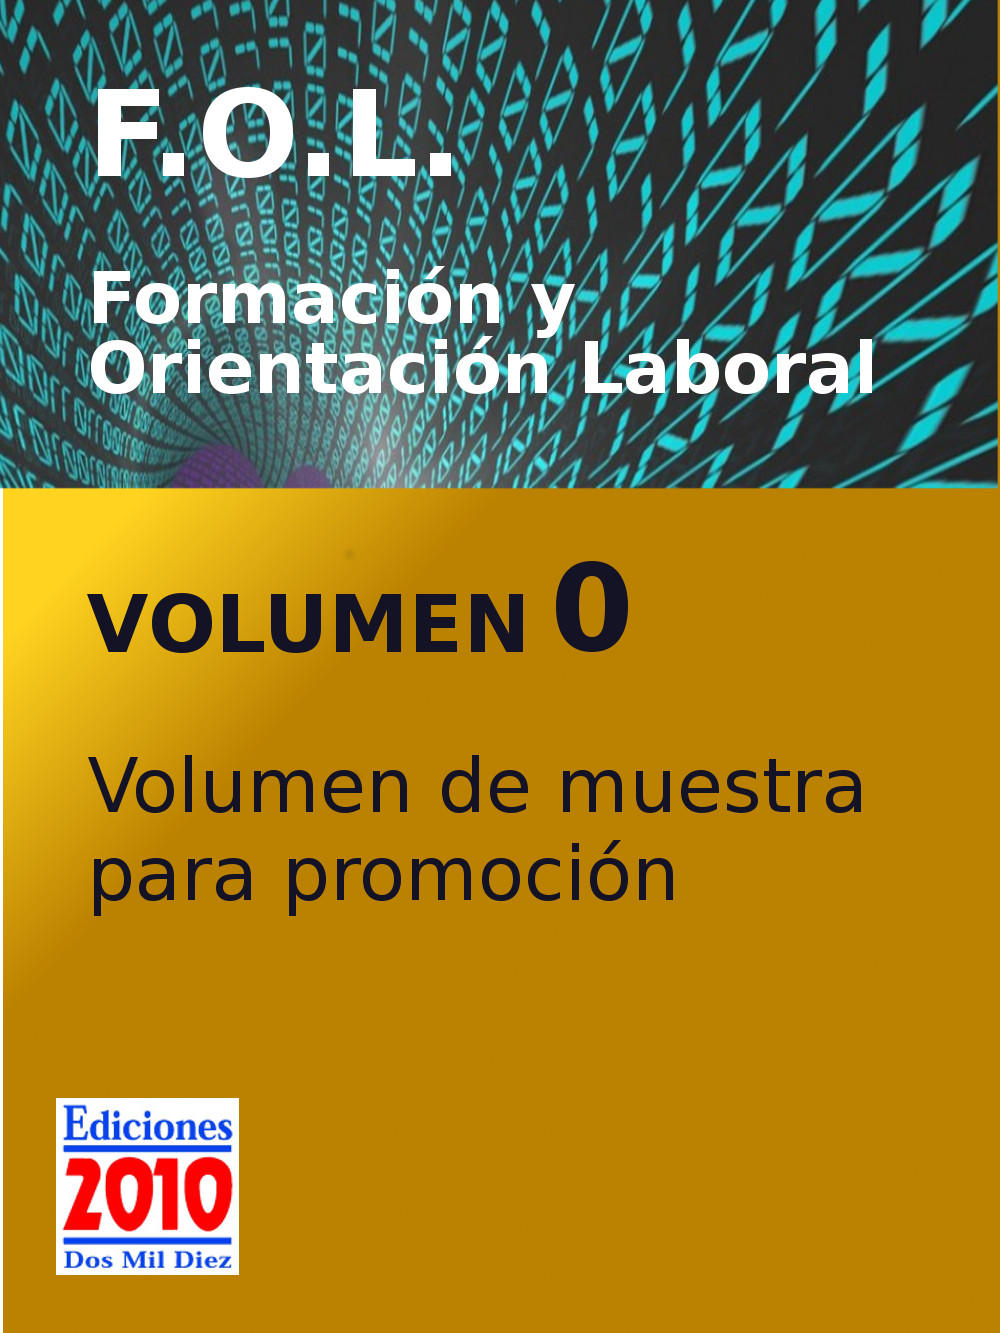 F.O.L.
Formación y
Orientación Laboral
VOLUMEN 0
Volumen de muestra
para promoción
Ediciones
2010
Dos Mil Diez